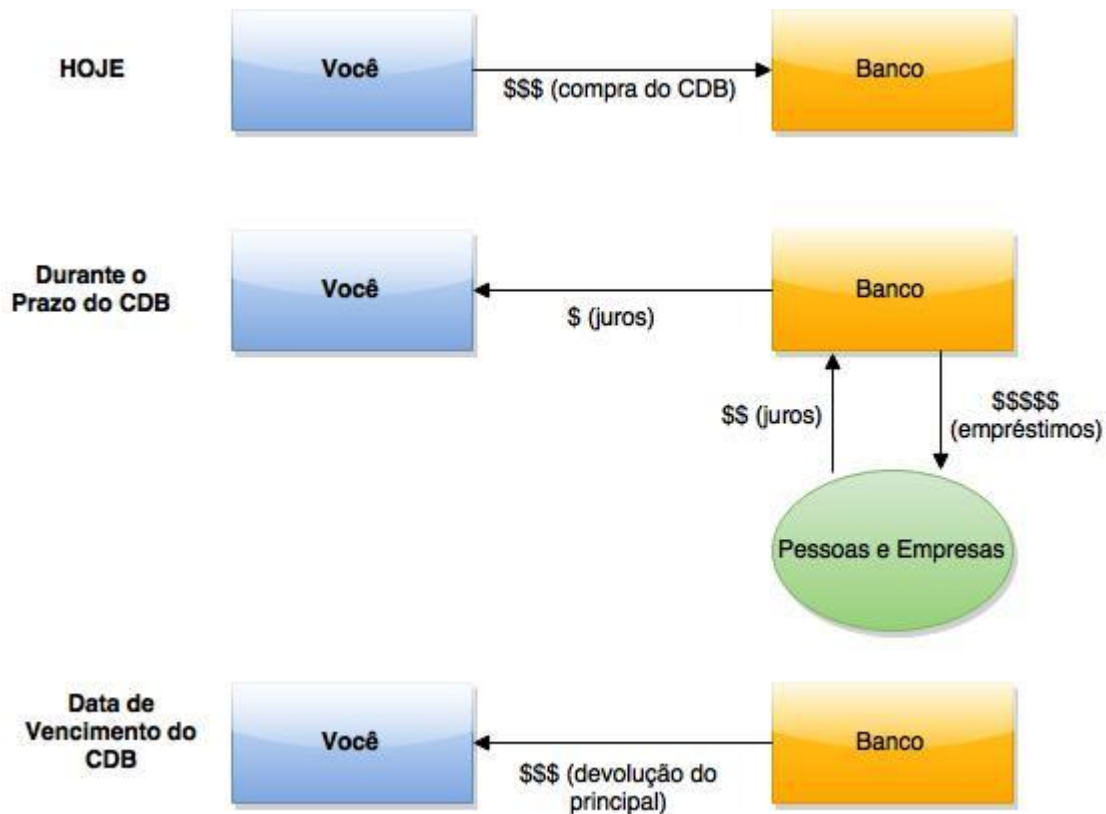 HOJE
Você
$$$ (compra do CDB)
Banco
Durante o
Prazo do CDB
Você
$ (juros)
Banco
$$ (juros)
$$$$$
(empréstimos)
Pessoas e Empresas
Data de
Vencimento do
CDB
Você
$$$ (devolução do
principal)
Banco